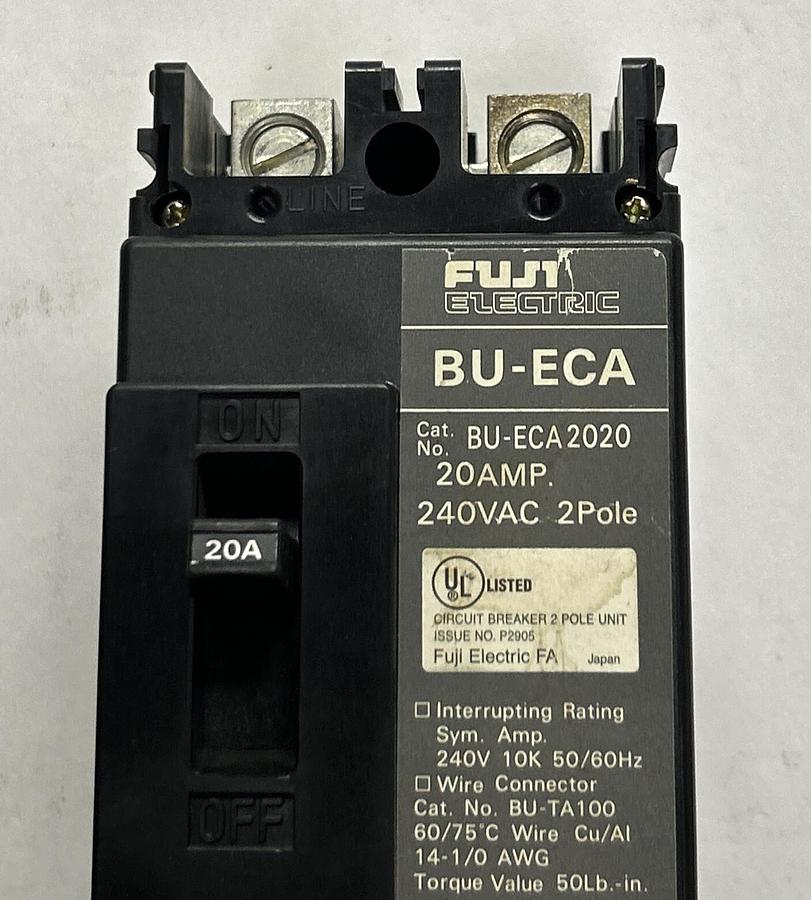 LINE
FUJI
ELECTRIC
BU-ECA
ON
Cat. No. BU-ECA2020
20AMP.
240VAC 2Pole
20A
UL® LISTED
CIRCUIT BREAKER 2 POLE UNIT
ISSUE NO. P2905
Fuji Electric FA Japan
☐ Interrupting Rating
Sym. Amp.
240V 10K 50/60Hz
☐ Wire Connector
Cat. No. BU-TA100
60/75°C Wire Cu/Al
14-1/0 AWG
Torque Value 50Lb.-in.
OFF